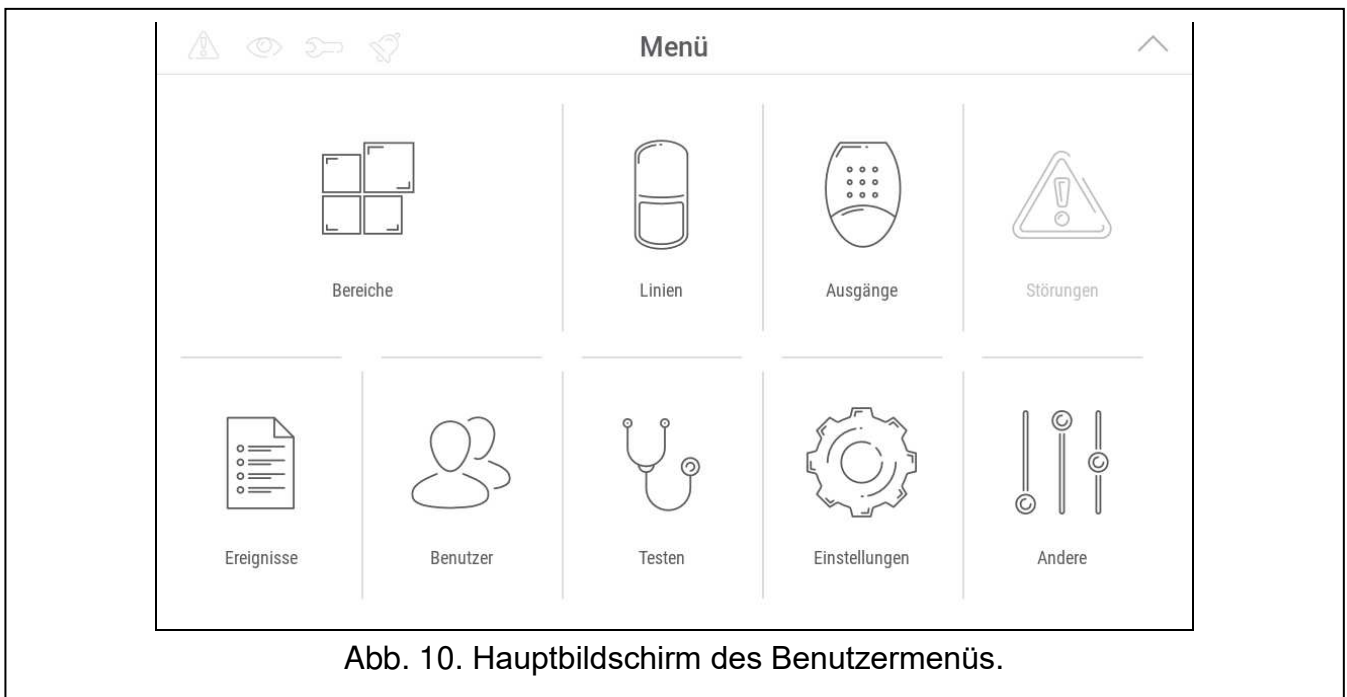 Menü
Bereiche
Linien
Ausgänge
Störungen
Ereignisse
Benutzer
Testen
Einstellungen
Andere
Abb. 10. Hauptbildschirm des Benutzermenüs.